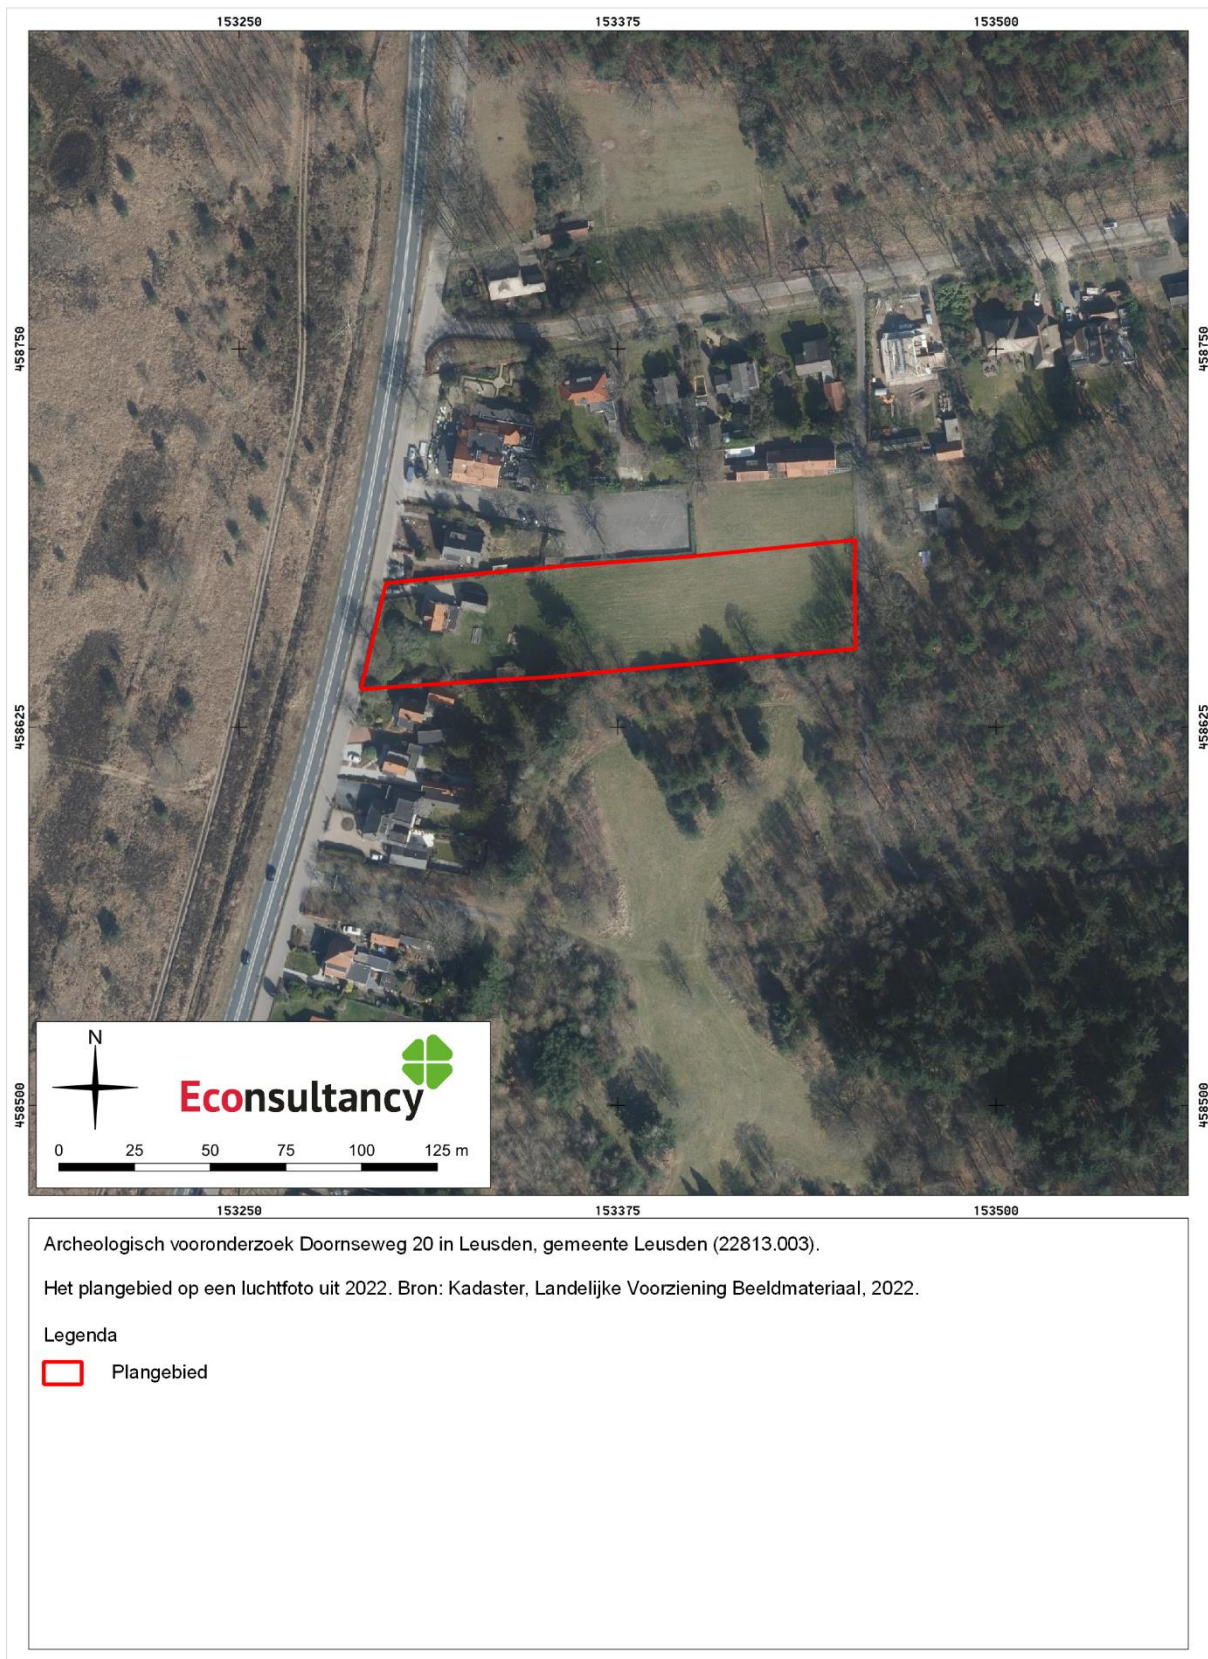 153250 153375 153500
458750 458750
458625 458625
458500 458500
N
Econsultancy
0 25 50 75 100 125 m
153250 153375 153500
Archeologisch vooronderzoek Doornseweg 20 in Leusden, gemeente Leusden (22813.003).
Het plangebied op een luchtfoto uit 2022. Bron: Kadaster, Landelijke Voorziening Beeldmateriaal, 2022.
Legenda
Plangebied